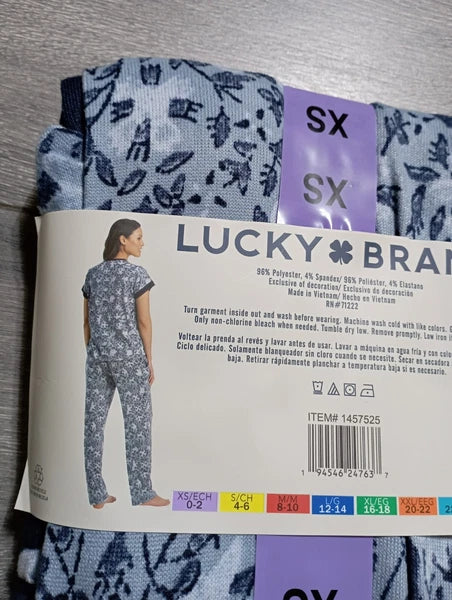 SX
SX
LUCKY BRAN
96% Polyester, 4% Spandex/ 96% Poliéster, 4% Elastano
Exclusive of decoration/ Exclusivo de decoración
Made in Vietnam/ Hecho en Vietnam
RN#71222
Turn garment inside out and wash before wearing. Machine wash cold with like colors. G
Only non-chlorine bleach when needed. Tumble dry low. Remove promptly. Low iron i
Voltear la prenda al revés y lavar antes de usar. Lavar a máquina en agua fria y con color
Ciclo delicado. Solamente blanqueador sin cloro cuando se necesite. Secar en secadora
baja. Retirar rápidamente planchar a temperatura baja si es necesario.
ITEM# 1457525
1 94546 24763 7
XS/ECH S/CH M/M L/G XL/EG XXL/EEG
0-2 4-6 8-10 12-14 16-18 20-22 2
SX